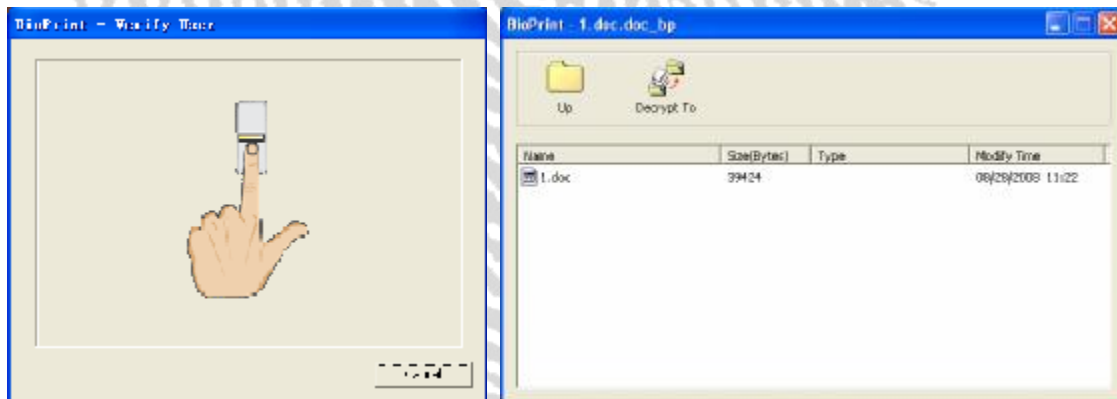 BioPrint - Verify User
BioPrint - 1.doc.doc_bp
Up
Decrypt To
Name Size(Bytes) Type Modify Time
1.doc 39424 08/28/2008 11:22